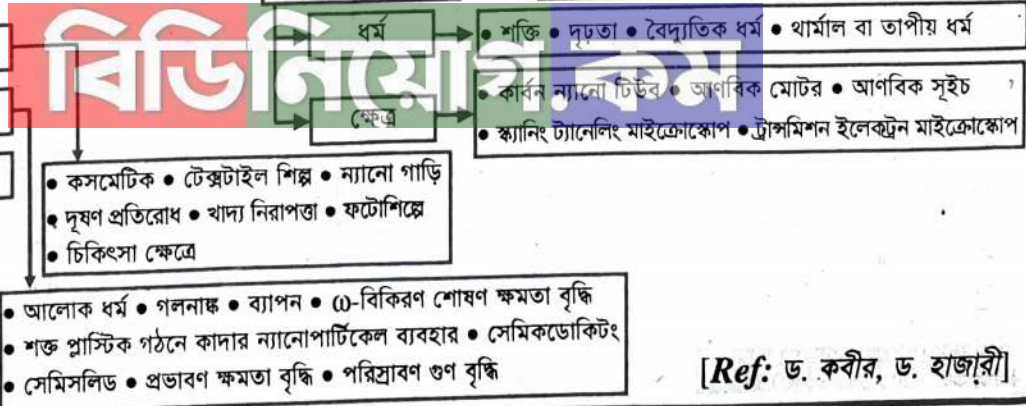 ধর্ম
• শক্তি • দৃঢ়তা • বৈদ্যুতিক ধর্ম • থার্মাল বা তাপীয় ধর্ম
বিডিনিয়োগ.কম
ক্ষেত্র
• কার্বন ন্যানো টিউব • আণবিক মোটর • আণবিক সূইচ
• স্ক্যানিং ট্যানেলিং মাইক্রোস্কোপ • ট্রান্সমিশন ইলেকট্রন মাইক্রোস্কোপ
• কসমেটিক • টেক্সটাইল শিল্প • ন্যানো গাড়ি
• দূষণ প্রতিরোধ • খাদ্য নিরাপত্তা • ফটোশিল্পে
• চিকিৎসা ক্ষেত্রে
• আলোক ধর্ম • গলনাঙ্ক • ব্যাপন • ω-বিকিরণ শোষণ ক্ষমতা বৃদ্ধি
• শক্ত প্লাস্টিক গঠনে কাদার ন্যানোপার্টিকেল ব্যবহার • সেমিকডোকিটং
• সেমিসলিড • প্রভাবণ ক্ষমতা বৃদ্ধি • পরিস্রাবণ গুণ বৃদ্ধি
[Ref: ড. কবীর, ড. হাজারী]